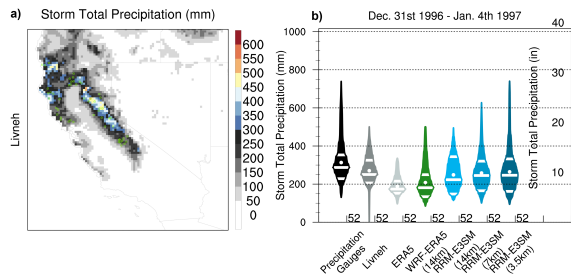 a)
Storm Total Precipitation (mm)
Livneh
600
550
500
450
400
350
300
250
200
150
100
50
0
b)
Dec. 31st 1996 - Jan. 4th 1997
Storm Total Precipitation (mm)
1000
800
600
400
200
0
40
30
20
10
Storm Total Precipitation (in)
52
52
52
52
52
52
Precipitation
Gauges
Livneh
ERA5
WRF-ERA5
RRM-E3SM
(14km)
RRM-E3SM
(14km)
RRM-E3SM
(7km)
RRM-E3SM
(3.5km)